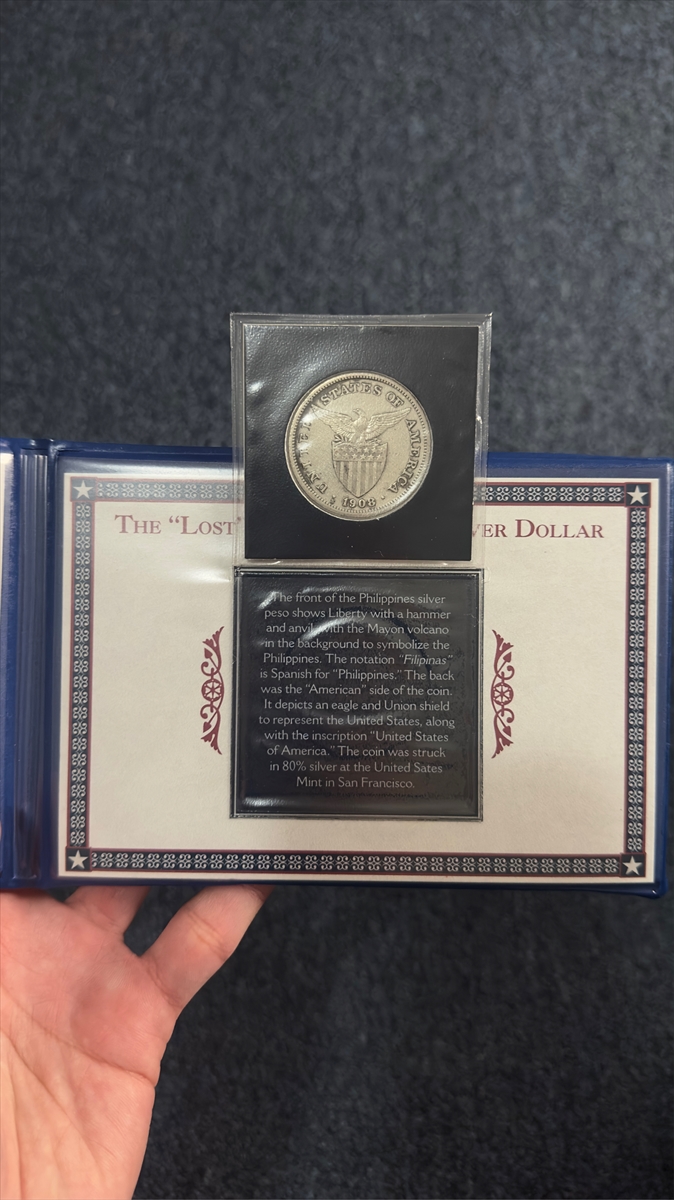 UNITED STATES OF AMERICA
1908
THE "LOST" VER DOLLAR
The front of the Philippines silver
peso shows Liberty with a hammer
and anvil with the Mayon volcano
in the background to symbolize the
Philippines. The notation "Filipinas"
is Spanish for "Philippines." The back
was the "American" side of the coin.
It depicts an eagle and Union shield
to represent the United States, along
with the inscription "United States
of America." The coin was struck
in 80% silver at the United Sates
Mint in San Francisco.